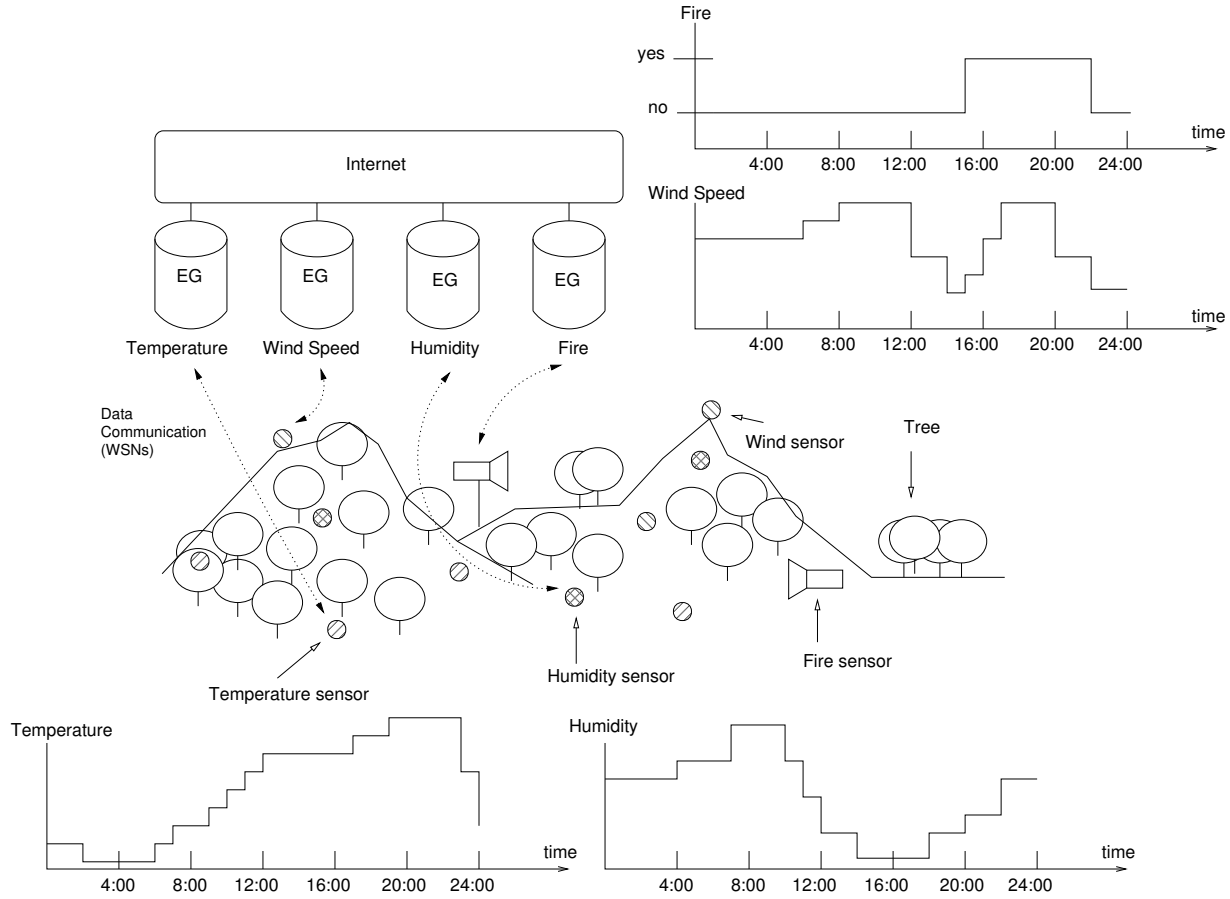 Fire
yes
no
time
4:00 8:00 12:00 16:00 20:00 24:00
Internet
Wind Speed
EG EG EG EG
time
4:00 8:00 12:00 16:00 20:00 24:00
Temperature Wind Speed Humidity Fire
Data
Communication
(WSNs)
Wind sensor
Tree
Fire sensor
Humidity sensor
Temperature sensor
Temperature
time
4:00 8:00 12:00 16:00 20:00 24:00
Humidity
time
4:00 8:00 12:00 16:00 20:00 24:00